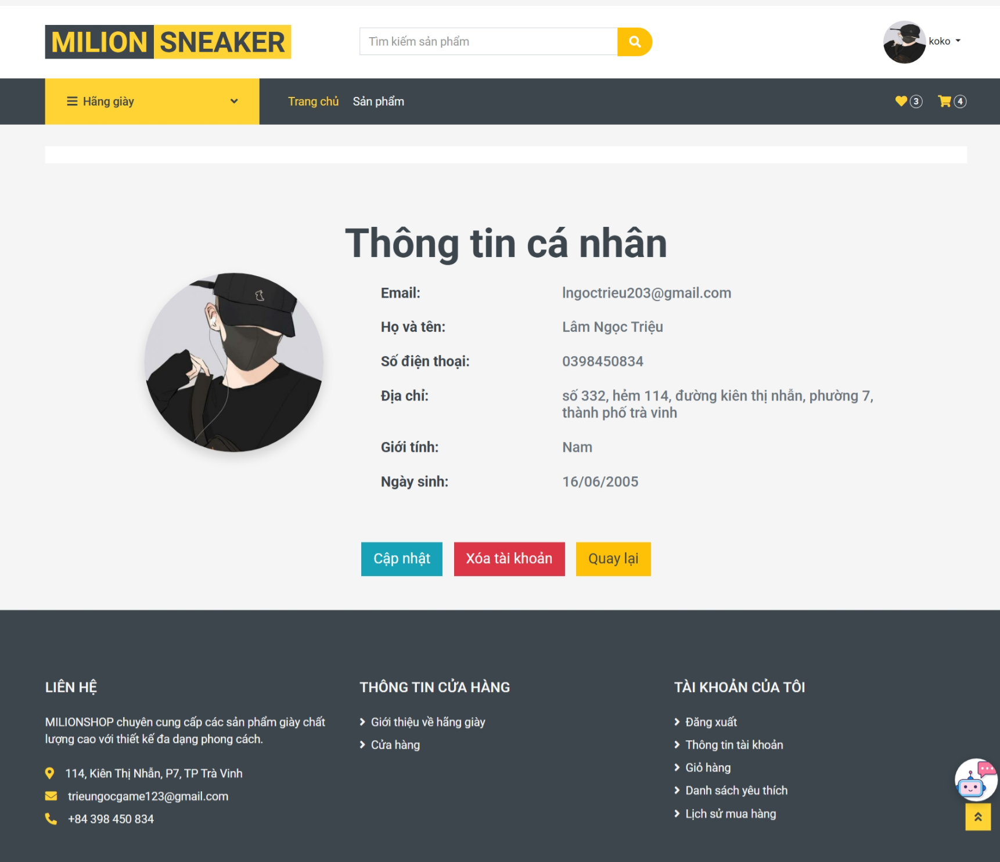 MILION SNEAKER
Tìm kiếm sản phẩm
koko
Hãng giày
Trang chủ
Sản phẩm
3
4
Thông tin cá nhân
Email: lngoctrieu203@gmail.com
Họ và tên: Lâm Ngọc Triệu
Số điện thoại: 0398450834
Địa chỉ: số 332, hẻm 114, đường kiên thị nhẫn, phường 7,
thành phố trà vinh
Giới tính: Nam
Ngày sinh: 16/06/2005
Cập nhật
Xóa tài khoản
Quay lại
LIÊN HỆ
MILIONSHOP chuyên cung cấp các sản phẩm giày chất
lượng cao với thiết kế đa dạng phong cách.
114, Kiên Thị Nhẫn, P7, TP Trà Vinh
trieungocgame123@gmail.com
+84 398 450 834
THÔNG TIN CỬA HÀNG
Giới thiệu về hãng giày
Cửa hàng
TÀI KHOẢN CỦA TÔI
Đăng xuất
Thông tin tài khoản
Giỏ hàng
Danh sách yêu thích
Lịch sử mua hàng